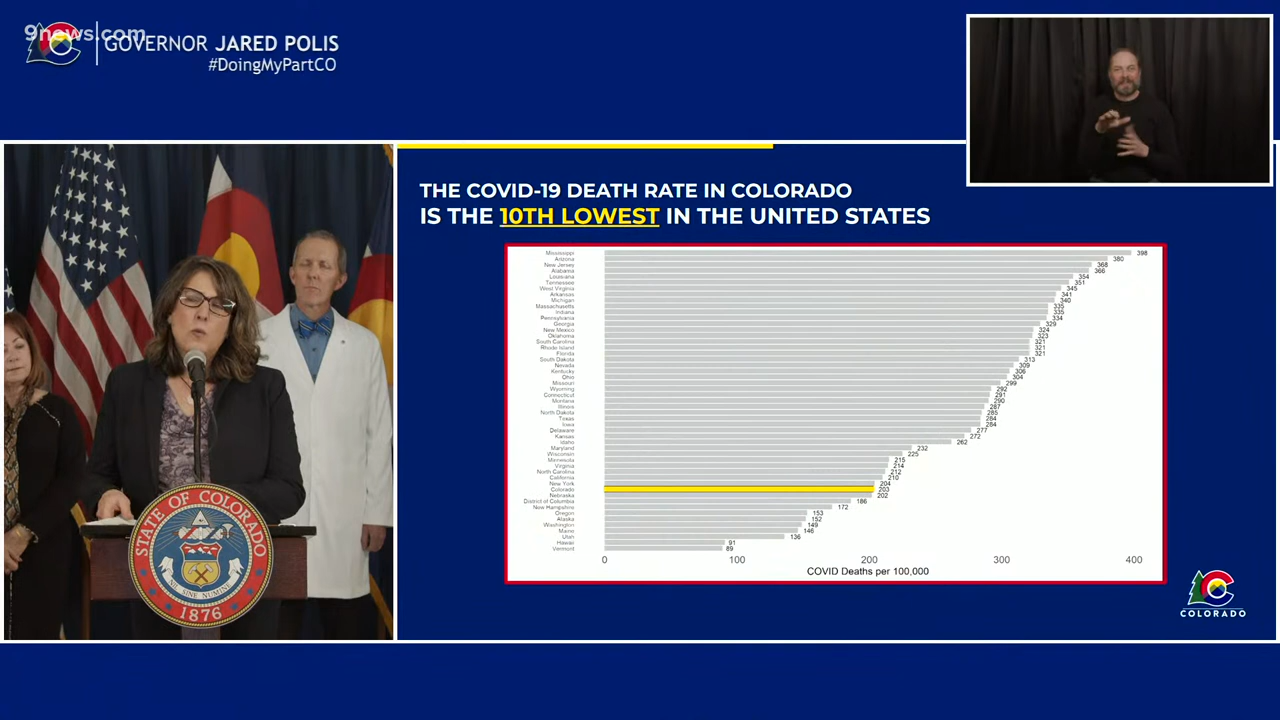 9news.com
GOVERNOR JARED POLIS
#DoingMyPartCO
THE COVID-19 DEATH RATE IN COLORADO
IS THE 10TH LOWEST IN THE UNITED STATES
Mississippi 398
Arizona 380
New Jersey 368
Alabama 366
Louisiana 354
Tennessee 351
West Virginia 345
Arkansas 341
Michigan 340
Massachusetts 335
Indiana 335
Pennsylvania 334
Georgia 329
New Mexico 324
Oklahoma 323
South Carolina 321
Rhode Island 321
Florida 321
South Dakota 313
Nevada 309
Kentucky 306
Ohio 304
Missouri 299
Wyoming 292
Connecticut 291
Montana 290
Illinois 287
North Dakota 285
Texas 284
Iowa 284
Delaware 277
Kansas 272
Idaho 262
Maryland 232
Wisconsin 225
Minnesota 215
Virginia 214
North Carolina 212
California 210
New York 204
Colorado 203
Nebraska 202
District of Columbia 186
New Hampshire 172
Oregon 153
Alaska 152
Washington 149
Maine 146
Utah 136
Hawaii 91
Vermont 89
0 100 200 300 400
COVID Deaths per 100,000
STATE OF COLORADO
1876
COLORADO